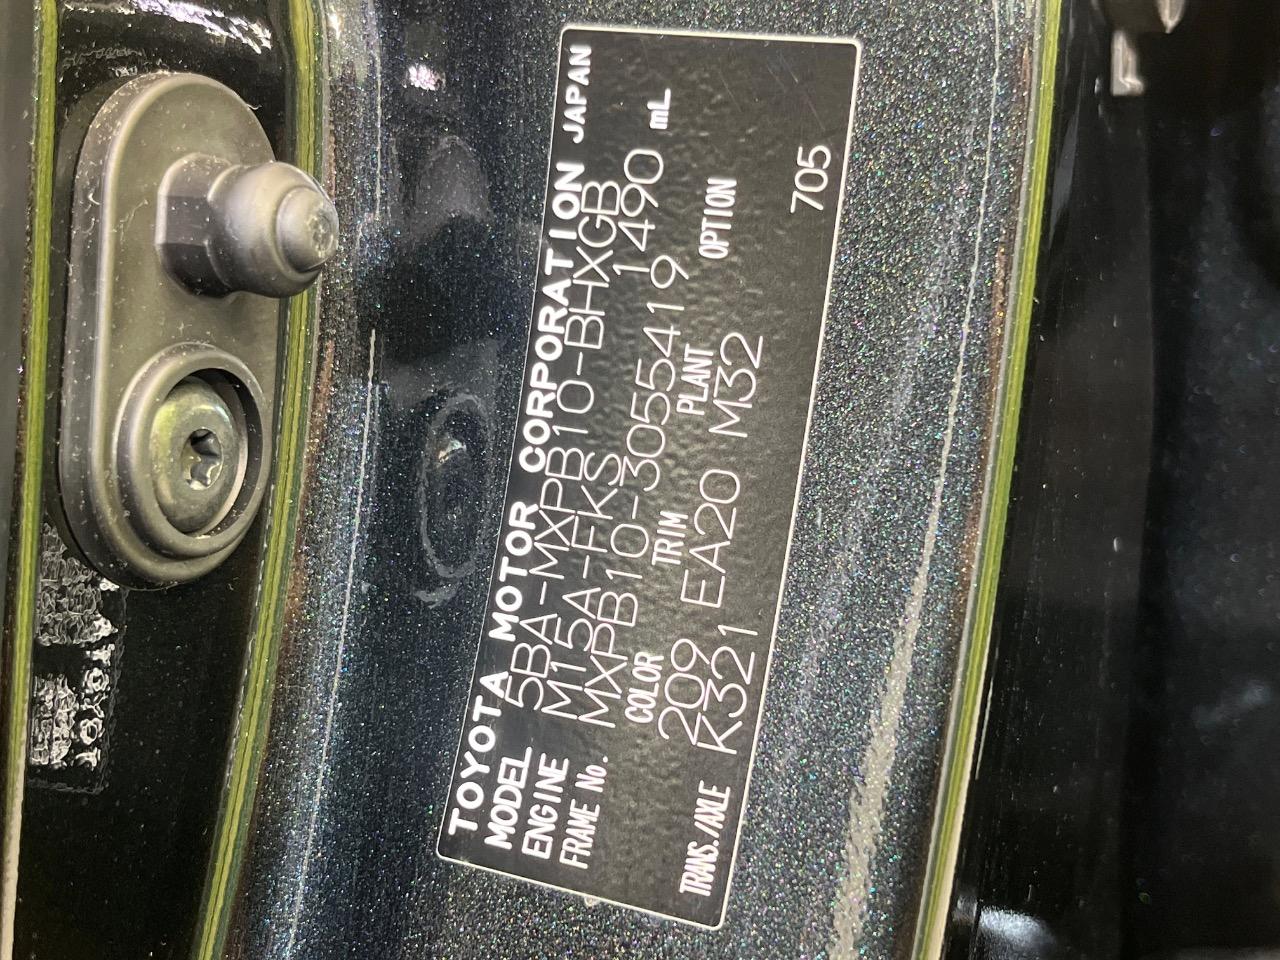 TOYOTA MOTOR CORPORATION JAPAN
MODEL 5BA-MXPB10-BHXGB
ENGINE M15A-FKS 1490 mL
FRAME No. MXPB10-3055419
COLOR TRIM PLANT OPTION
209 EA20 M32
TRANS./AXLE K321
705